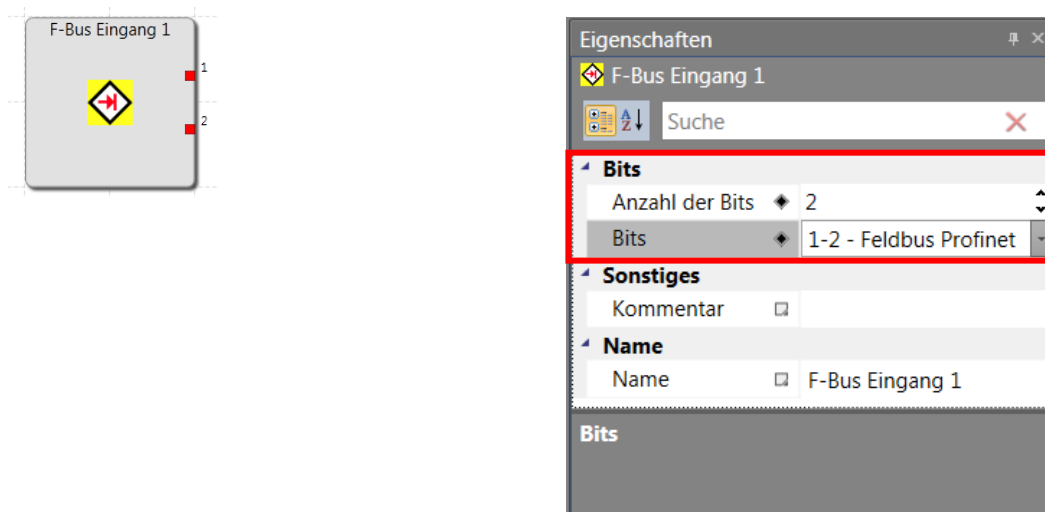 F-Bus Eingang 1
1
2
Eigenschaften
F-Bus Eingang 1
A Z Suche
Bits
Anzahl der Bits 2
Bits 1-2 - Feldbus Profinet
Sonstiges
Kommentar
Name
Name F-Bus Eingang 1
Bits